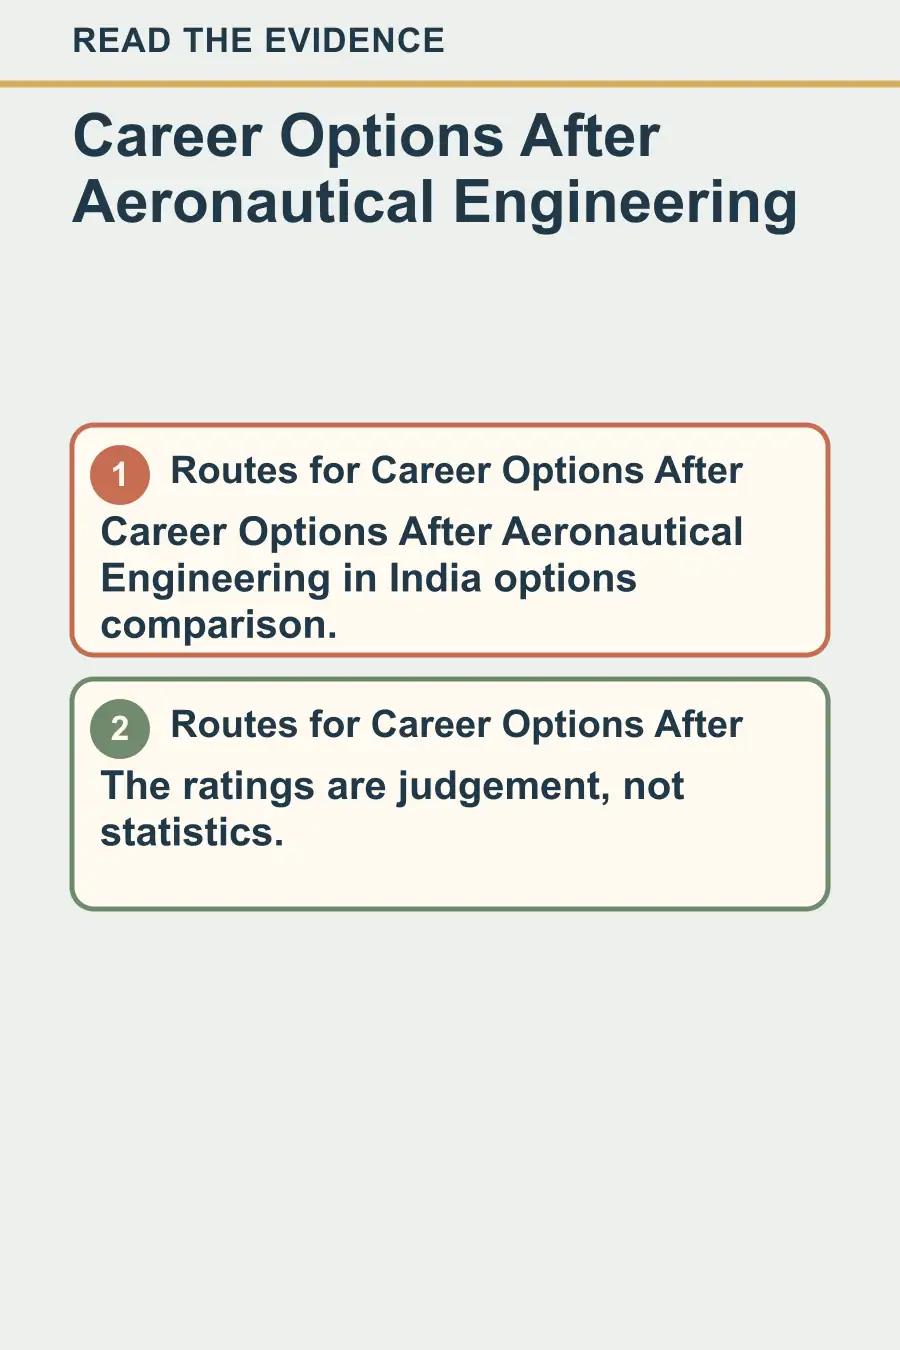 READ THE EVIDENCE
Career Options After
Aeronautical Engineering
1 Routes for Career Options After
Career Options After Aeronautical
Engineering in India options
comparison.
2 Routes for Career Options After
The ratings are judgement, not
statistics.